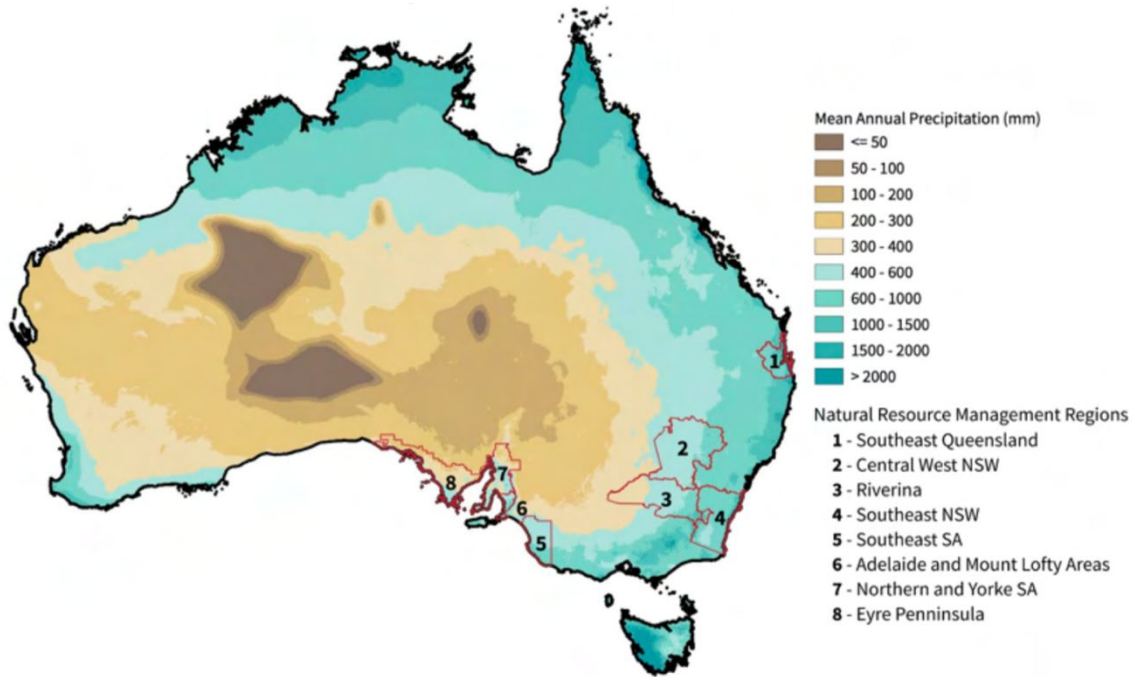 Mean Annual Precipitation (mm)
<= 50
50 - 100
100 - 200
200 - 300
300 - 400
400 - 600
600 - 1000
1000 - 1500
1500 - 2000
> 2000
Natural Resource Management Regions
1 - Southeast Queensland
2 - Central West NSW
3 - Riverina
4 - Southeast NSW
5 - Southeast SA
6 - Adelaide and Mount Lofty Areas
7 - Northern and Yorke SA
8 - Eyre Penninsula
1
2
3
4
5
6
7
8